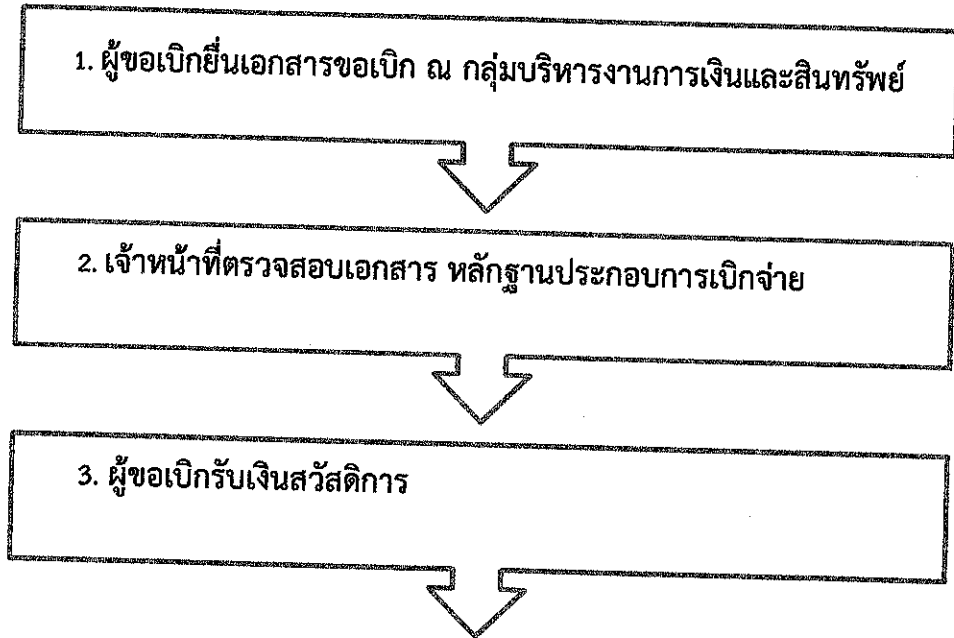 1. ผู้ขอเบิกยื่นเอกสารขอเบิก ณ กลุ่มบริหารงานการเงินและสินทรัพย์
2. เจ้าหน้าที่ตรวจสอบเอกสาร หลักฐานประกอบการเบิกจ่าย
3. ผู้ขอเบิกรับเงินสวัสดิการ